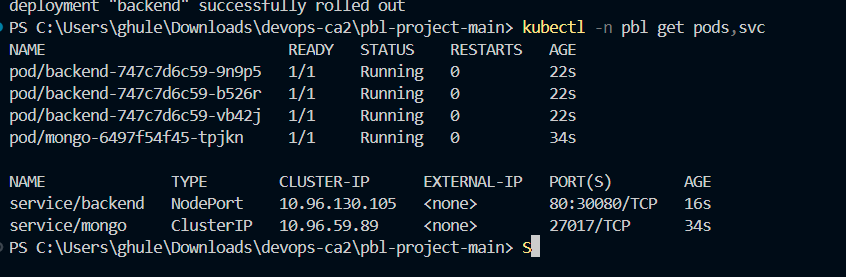 deployment "backend" successfully rolled out
PS C:\Users\ghule\Downloads\devops-ca2\pbl-project-main> kubectl -n pbl get pods,svc
NAME READY STATUS RESTARTS AGE
pod/backend-747c7d6c59-9n9p5 1/1 Running 0 22s
pod/backend-747c7d6c59-b526r 1/1 Running 0 22s
pod/backend-747c7d6c59-vb42j 1/1 Running 0 22s
pod/mongo-6497f54f45-tpjkn 1/1 Running 0 34s
NAME TYPE CLUSTER-IP EXTERNAL-IP PORT(S) AGE
service/backend NodePort 10.96.130.105 <none> 80:30080/TCP 16s
service/mongo ClusterIP 10.96.59.89 <none> 27017/TCP 34s
PS C:\Users\ghule\Downloads\devops-ca2\pbl-project-main> S